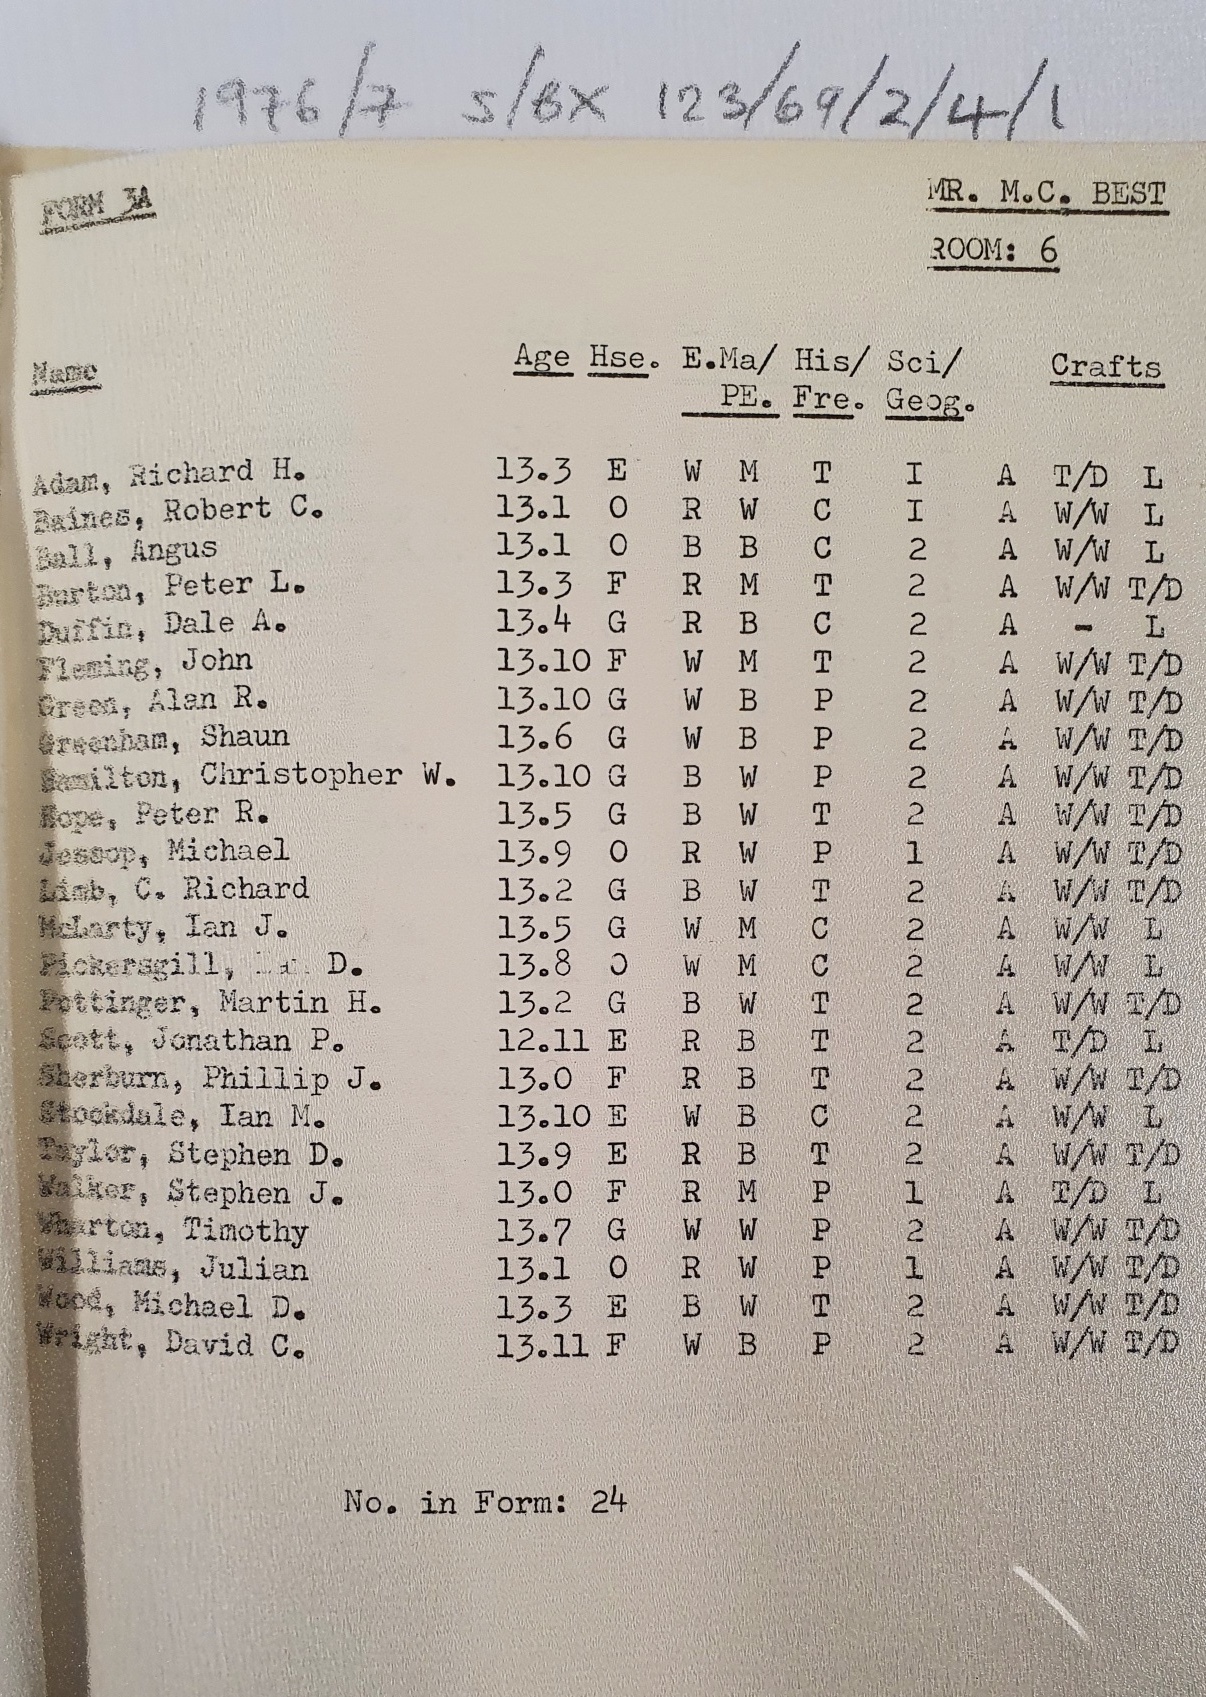 1976/7 S/BX 123/69/2/4/1
FORM 3A
MR. M.C. BEST
ROOM: 6
Name Age Hse. E.Ma/ His/ Sci/ Crafts
PE. Fre. Geog.
Adam, Richard H. 13.3 E W M T I A T/D L
Baines, Robert C. 13.1 O R W C I A W/W L
Ball, Angus 13.1 O B B C 2 A W/W L
Burton, Peter L. 13.3 F R M T 2 A W/W T/D
Duffin, Dale A. 13.4 G R B C 2 A - L
Fleming, John 13.10 F W M T 2 A W/W T/D
Green, Alan R. 13.10 G W B P 2 A W/W T/D
Greenham, Shaun 13.6 G W B P 2 A W/W T/D
Hamilton, Christopher W. 13.10 G B W P 2 A W/W T/D
Hope, Peter R. 13.5 G B W T 2 A W/W T/D
Jessop, Michael 13.9 O R W P 1 A W/W T/D
Limb, C. Richard 13.2 G B W T 2 A W/W T/D
McLarty, Ian J. 13.5 G W M C 2 A W/W L
Pickersgill, D. 13.8 O W M C 2 A W/W L
Pottinger, Martin H. 13.2 G B W T 2 A W/W T/D
Scott, Jonathan P. 12.11 E R B T 2 A T/D L
Sherburn, Phillip J. 13.0 F R B T 2 A W/W T/D
Stockdale, Ian M. 13.10 E W B C 2 A W/W L
Taylor, Stephen D. 13.9 E R B T 2 A W/W T/D
Walker, Stephen J. 13.0 F R M P 1 A T/D L
Wharton, Timothy 13.7 G W W P 2 A W/W T/D
Williams, Julian 13.1 O R W P 1 A W/W T/D
Wood, Michael D. 13.3 E B W T 2 A W/W T/D
Wright, David C. 13.11 F W B P 2 A W/W T/D
No. in Form: 24